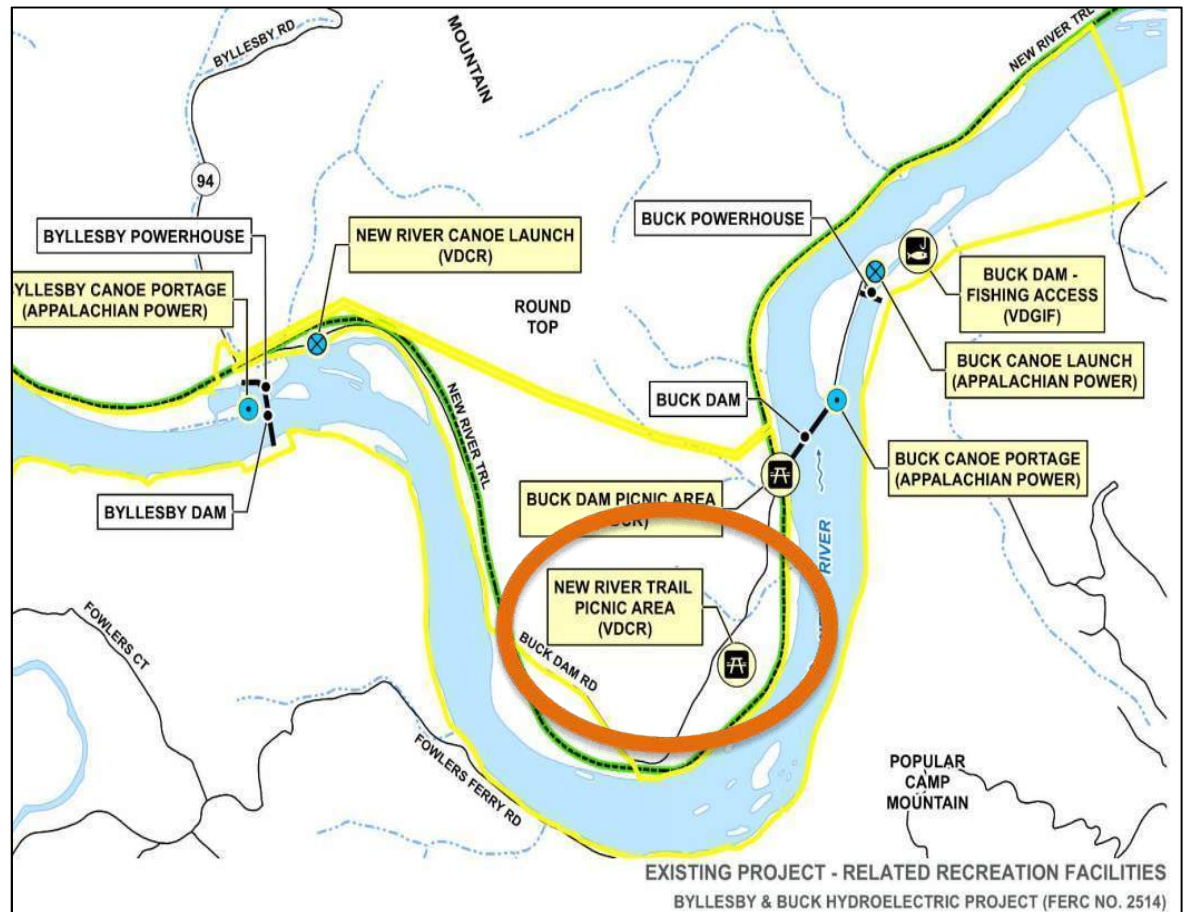 BYLLESBY RD
MOUNTAIN
NEW RIVER TRL
94
BYLLESBY POWERHOUSE
NEW RIVER CANOE LAUNCH
(VDCR)
BUCK POWERHOUSE
YLLESBY CANOE PORTAGE
(APPALACHIAN POWER)
ROUND
TOP
BUCK DAM -
FISHING ACCESS
(VDGIF)
BUCK CANOE LAUNCH
(APPALACHIAN POWER)
NEW RIVER TRL
BUCK DAM
BUCK CANOE PORTAGE
(APPALACHIAN POWER)
BYLLESBY DAM
BUCK DAM PICNIC AREA
RIVER
NEW RIVER TRAIL
PICNIC AREA
(VDCR)
FOWLERS CT
BUCK DAM RD
FOWLERS FERRY RD
POPULAR
CAMP
MOUNTAIN
EXISTING PROJECT - RELATED RECREATION FACILITIES
BYLLESBY & BUCK HYDROELECTRIC PROJECT (FERC NO. 2514)